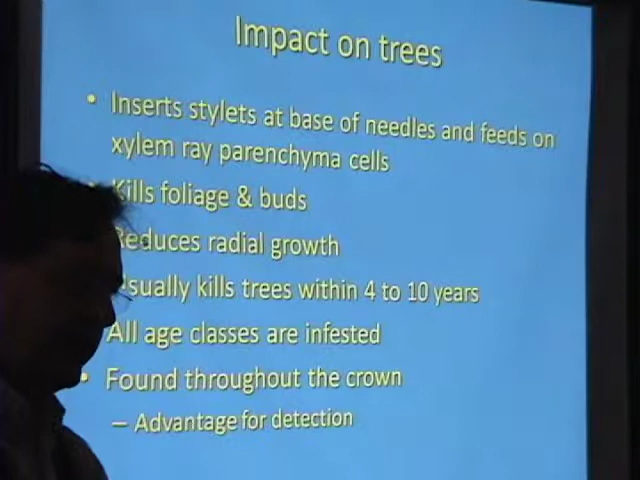 Impact on trees
• Inserts stylets at base of needles and feeds on
xylem ray parenchyma cells
Kills foliage & buds
Reduces radial growth
Usually kills trees within 4 to 10 years
All age classes are infested
• Found throughout the crown
– Advantage for detection